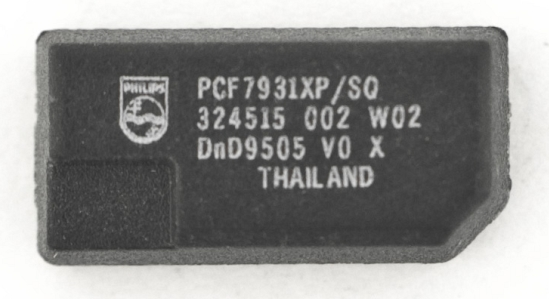 PHILIPS
PCF7931XP/SQ
324515 002 W02
DnD9505 V0 X
THAILAND